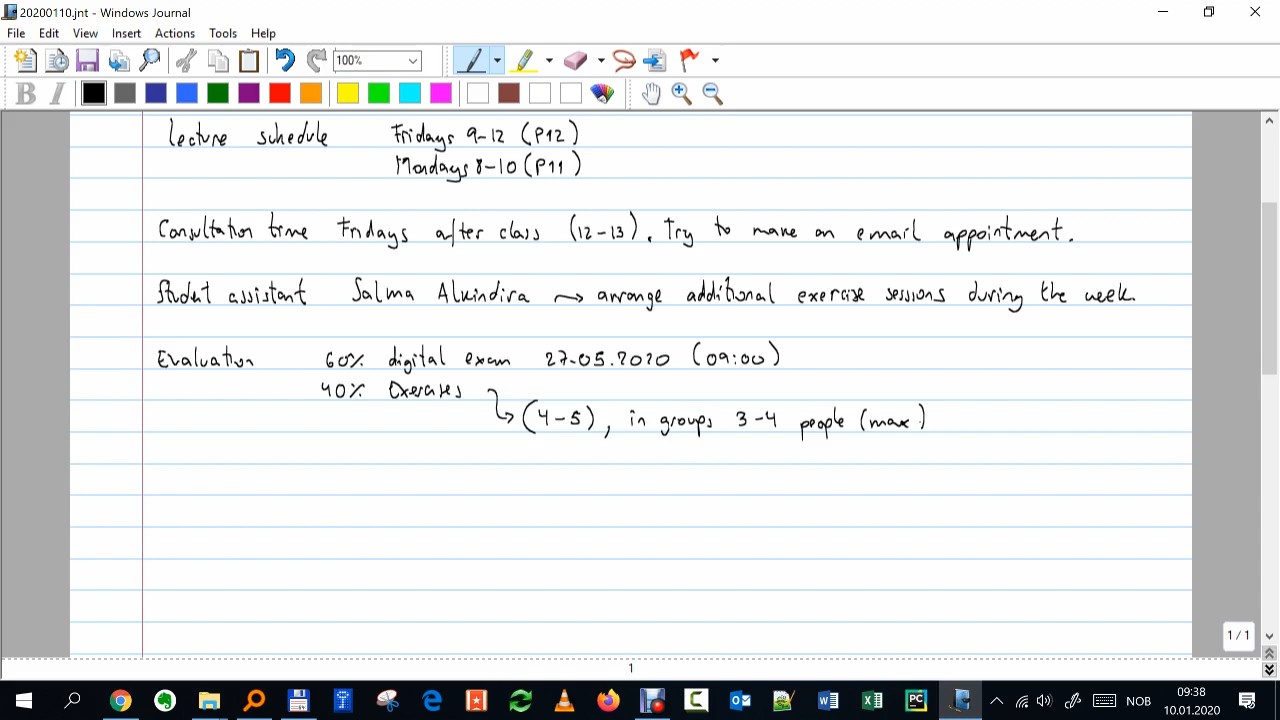 20200110.jnt - Windows Journal
File Edit View Insert Actions Tools Help
100%
B I
lecture schedule Fridays 9-12 (P12)
Mondays 8-10 (P11)
Consultation time Fridays after class (12-13). Try to make an email appointment.
Student assistant Salma Alkindira → arrange additional exercise sessions during the week.
Evaluation 60% digital exam 27-05.2020 (09:00)
40% Exercises
(4-5), in groups 3-4 people (max.)
1 / 1
1
NOB
09:38
10.01.2020